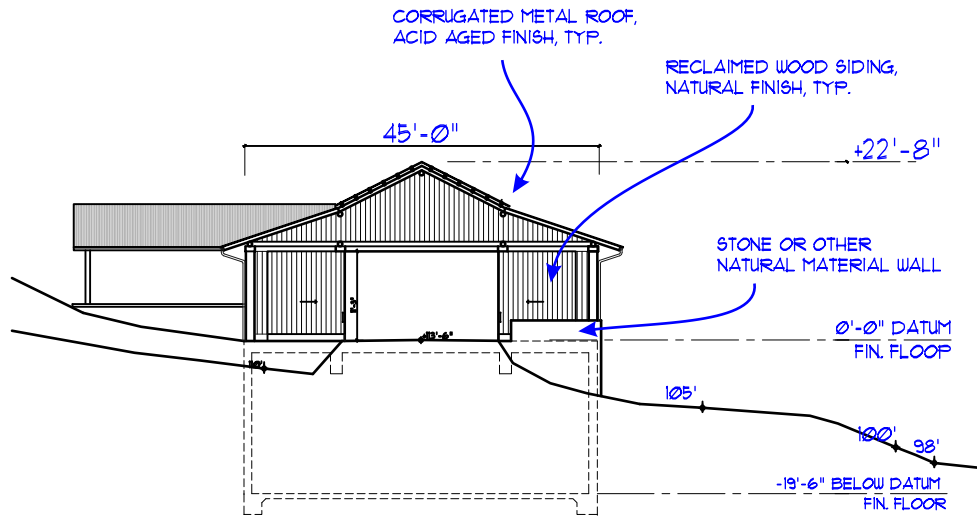 CORRUGATED METAL ROOF,
ACID AGED FINISH, TYP.
RECLAIMED WOOD SIDING,
NATURAL FINISH, TYP.
45'-0"
+22'-8"
STONE OR OTHER
NATURAL MATERIAL WALL
0'-0" DATUM
FIN. FLOOP
105'
100'
98'
-19'-6" BELOW DATUM
FIN. FLOOR